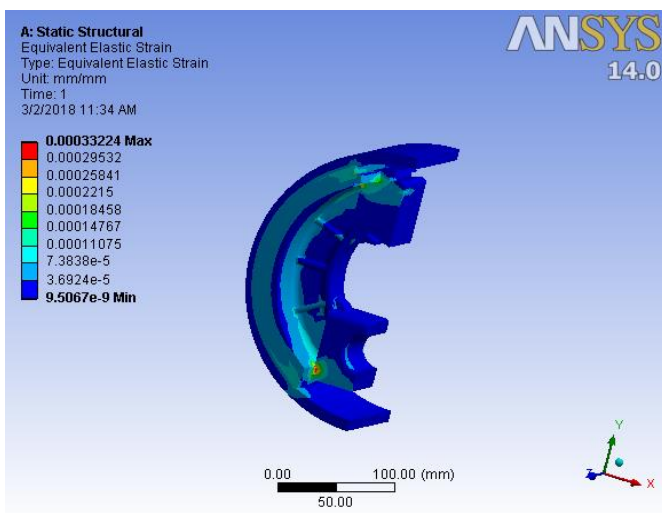 A: Static Structural
Equivalent Elastic Strain
Type: Equivalent Elastic Strain
Unit: mm/mm
Time: 1
3/2/2018 11:34 AM
ANSYS
14.0
0.00033224 Max
0.00029532
0.00025841
0.0002215
0.00018458
0.00014767
0.00011075
7.3838e-5
3.6924e-5
9.5067e-9 Min
0.00
100.00 (mm)
50.00
Y
Z
X